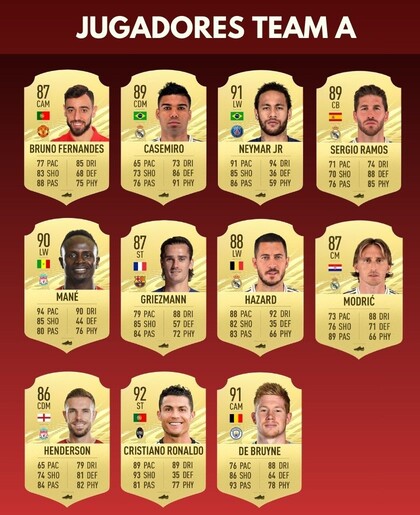 JUGADORES TEAM A
87
CAM
BRUNO FERNANDES
77 PAC 85 DRI
83 SHO 68 DEF
88 PAS 75 PHY
89
CDM
CASEMIRO
65 PAC 73 DRI
73 SHO 86 DEF
76 PAS 91 PHY
91
LW
NEYMAR JR
91 PAC 94 DRI
85 SHO 36 DEF
86 PAS 59 PHY
89
CB
SERGIO RAMOS
71 PAC 74 DRI
70 SHO 88 DEF
76 PAS 85 PHY
90
LW
MANÉ
94 PAC 90 DRI
85 SHO 44 DEF
80 PAS 76 PHY
87
ST
GRIEZMANN
79 PAC 88 DRI
85 SHO 57 DEF
84 PAS 72 PHY
88
LW
HAZARD
88 PAC 92 DRI
82 SHO 35 DEF
83 PAS 66 PHY
87
CM
MODRIĆ
73 PAC 88 DRI
76 SHO 71 DEF
89 PAS 66 PHY
86
CDM
HENDERSON
65 PAC 79 DRI
74 SHO 81 DEF
84 PAS 82 PHY
92
ST
CRISTIANO RONALDO
89 PAC 89 DRI
93 SHO 35 DEF
81 PAS 77 PHY
91
CAM
DE BRUYNE
76 PAC 88 DRI
86 SHO 64 DEF
93 PAS 78 PHY